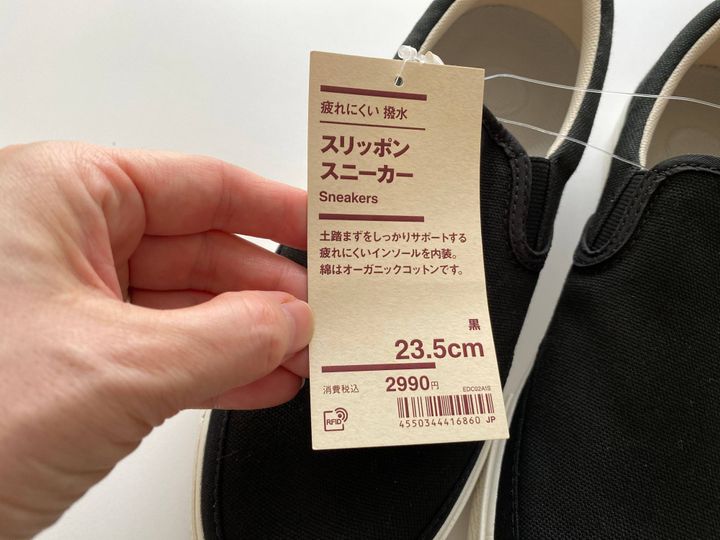 疲れにくい 撥水
スリッポン
スニーカー
Sneakers
土踏まずをしっかりサポートする
疲れにくいインソールを内装。
綿はオーガニックコットンです。
黒
23.5cm
消費税込 2990円
EDC02A1S
RFID
4550344416860 JP